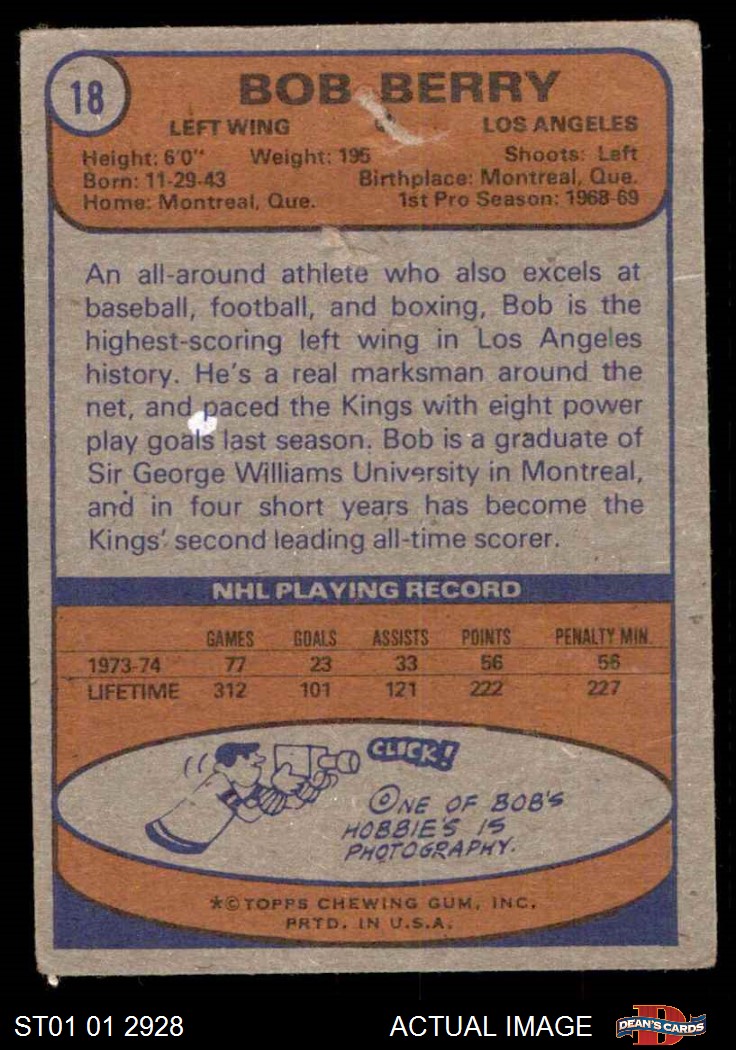 18
BOB BERRY
LEFT WING LOS ANGELES
Height: 6'0" Weight: 195 Shoots: Left
Born: 11-29-43 Birthplace: Montreal, Que.
Home: Montreal, Que. 1st Pro Season: 1968-69
An all-around athlete who also excels at
baseball, football, and boxing, Bob is the
highest-scoring left wing in Los Angeles
history. He's a real marksman around the
net, and paced the Kings with eight power
play goals last season. Bob is a graduate of
Sir George Williams University in Montreal,
and in four short years has become the
Kings' second leading all-time scorer.
NHL PLAYING RECORD
GAMES GOALS ASSISTS POINTS PENALTY MIN.
1973-74 77 23 33 56 56
LIFETIME 312 101 121 222 227
CLICK!
ONE OF BOB'S
HOBBIE'S IS
PHOTOGRAPHY.
*© TOPPS CHEWING GUM, INC.
PRTD. IN U.S.A.
ST01 01 2928 ACTUAL IMAGE D DEAN'S CARDS